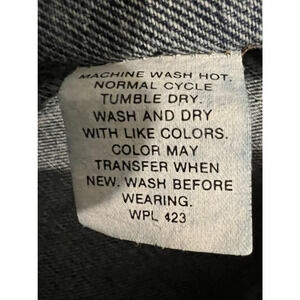 MACHINE WASH HOT.
NORMAL CYCLE
TUMBLE DRY.
WASH AND DRY
WITH LIKE COLORS.
COLOR MAY
TRANSFER WHEN
NEW. WASH BEFORE
WEARING.
WPL 423